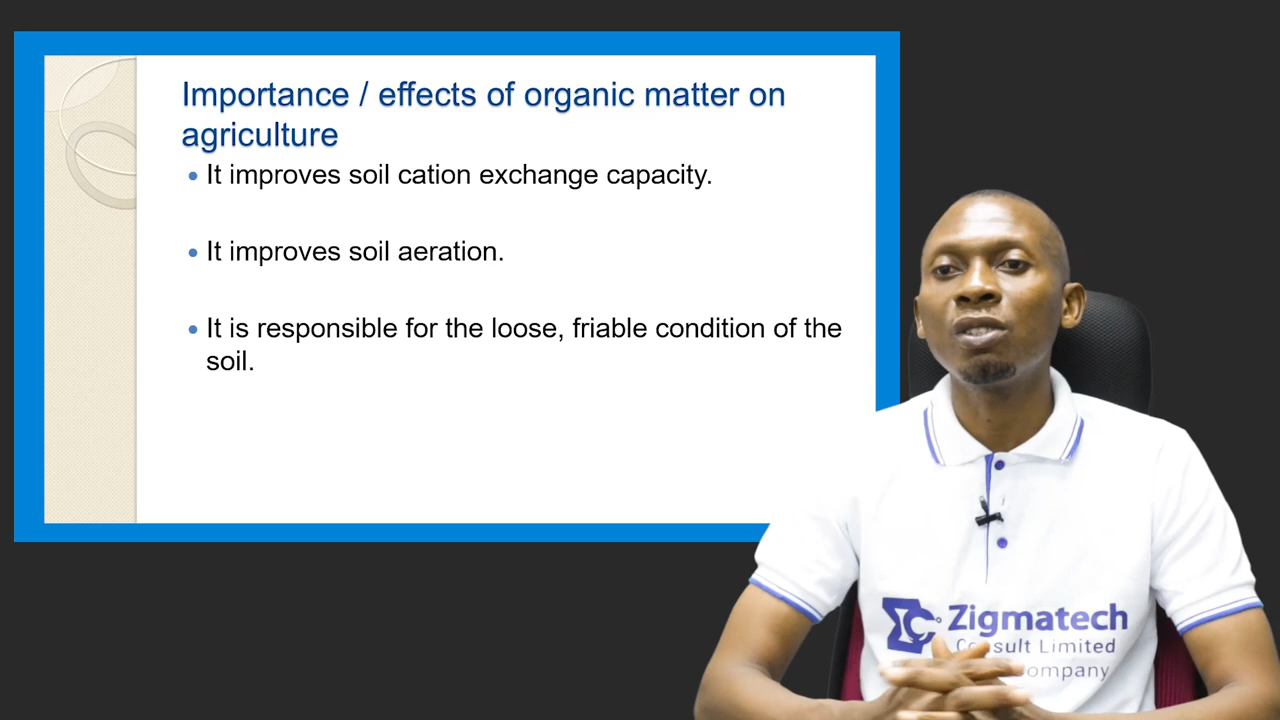 Importance / effects of organic matter on
agriculture
• It improves soil cation exchange capacity.
• It improves soil aeration.
• It is responsible for the loose, friable condition of the
soil.
Zigmatech
Limited